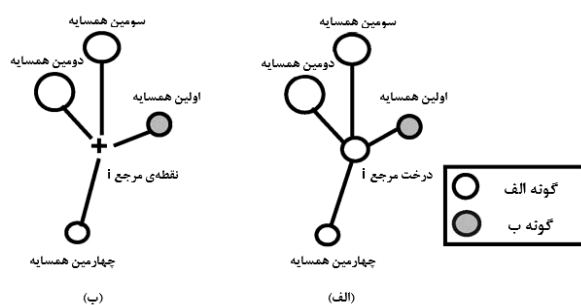 سومین همسایه
دومین همسایه
اولین همسایه
درخت مرجع i
چهارمین همسایه
(الف)
سومین همسایه
دومین همسایه
اولین همسایه
نقطه‌ی مرجع i
چهارمین همسایه
(ب)
گونه الف
گونه ب